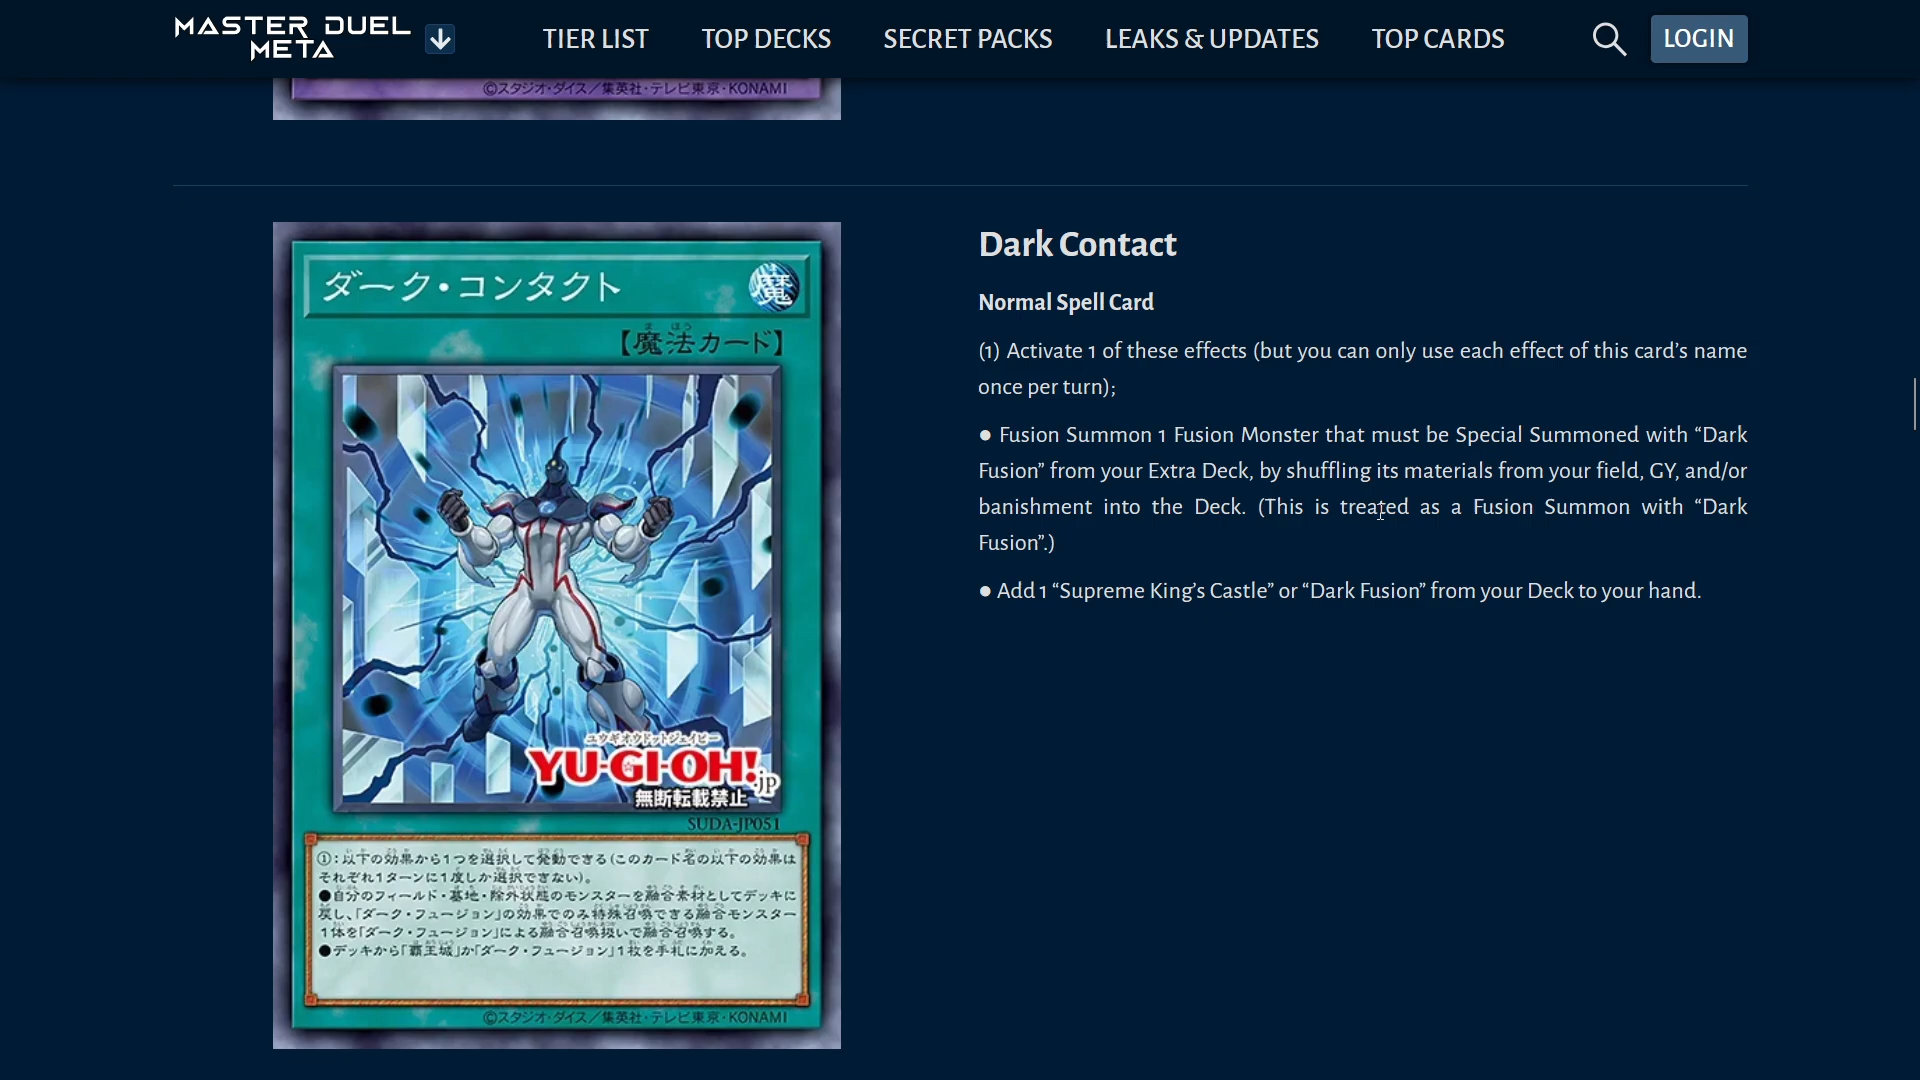 MASTER DUEL
META
TIER LIST
TOP DECKS
SECRET PACKS
LEAKS & UPDATES
TOP CARDS
LOGIN
©スタジオ・ダイス／集英社・テレビ東京・KONAMI
ダーク・コンタクト
魔
【魔法カード】
ユウギオウドットジェイピー
YU-GI-OH!
.jp
無断転載禁止
SUDA-JP051
①：以下の効果から1つを選択して発動できる(このカード名の以下の効果は
それぞれ1ターンに1度しか選択できない)。
●自分のフィールド・墓地・除外状態のモンスターを融合素材としてデッキに
戻し、「ダーク・フュージョン」の効果でのみ特殊召喚できる融合モンスター
1体を「ダーク・フュージョン」による融合召喚扱いで融合召喚する。
●デッキから「覇王城」か「ダーク・フュージョン」1枚を手札に加える。
©スタジオ・ダイス／集英社・テレビ東京・KONAMI
Dark Contact
Normal Spell Card
(1) Activate 1 of these effects (but you can only use each effect of this card’s name
once per turn);
● Fusion Summon 1 Fusion Monster that must be Special Summoned with “Dark
Fusion” from your Extra Deck, by shuffling its materials from your field, GY, and/or
banishment into the Deck. (This is treated as a Fusion Summon with “Dark
Fusion”.)
● Add 1 “Supreme King’s Castle” or “Dark Fusion” from your Deck to your hand.